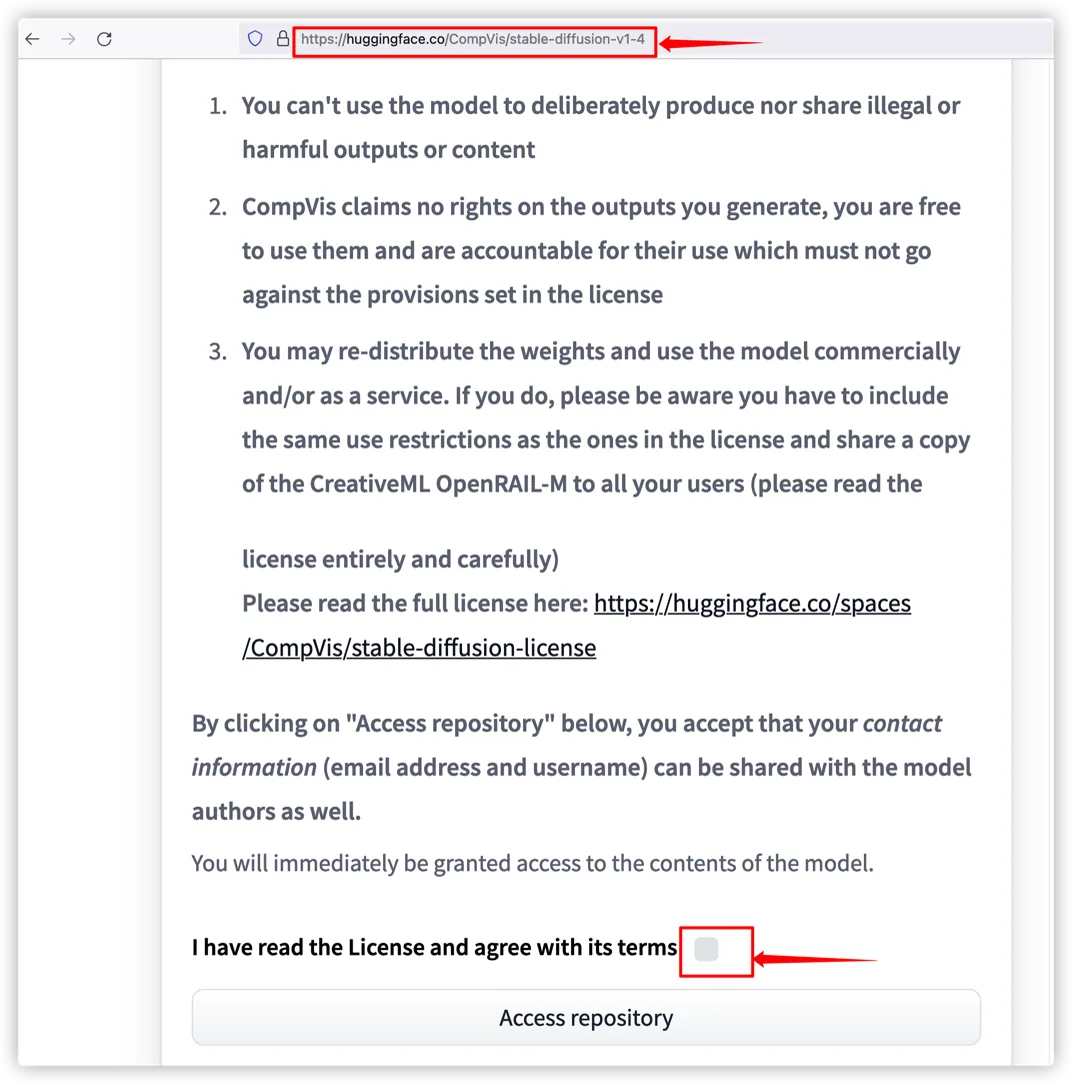 https://huggingface.co/CompVis/stable-diffusion-v1-4
1. You can't use the model to deliberately produce nor share illegal or
harmful outputs or content
2. CompVis claims no rights on the outputs you generate, you are free
to use them and are accountable for their use which must not go
against the provisions set in the license
3. You may re-distribute the weights and use the model commercially
and/or as a service. If you do, please be aware you have to include
the same use restrictions as the ones in the license and share a copy
of the CreativeML OpenRAIL-M to all your users (please read the
license entirely and carefully)
Please read the full license here: https://huggingface.co/spaces
/CompVis/stable-diffusion-license
By clicking on "Access repository" below, you accept that your contact
information (email address and username) can be shared with the model
authors as well.
You will immediately be granted access to the contents of the model.
I have read the License and agree with its terms
Access repository